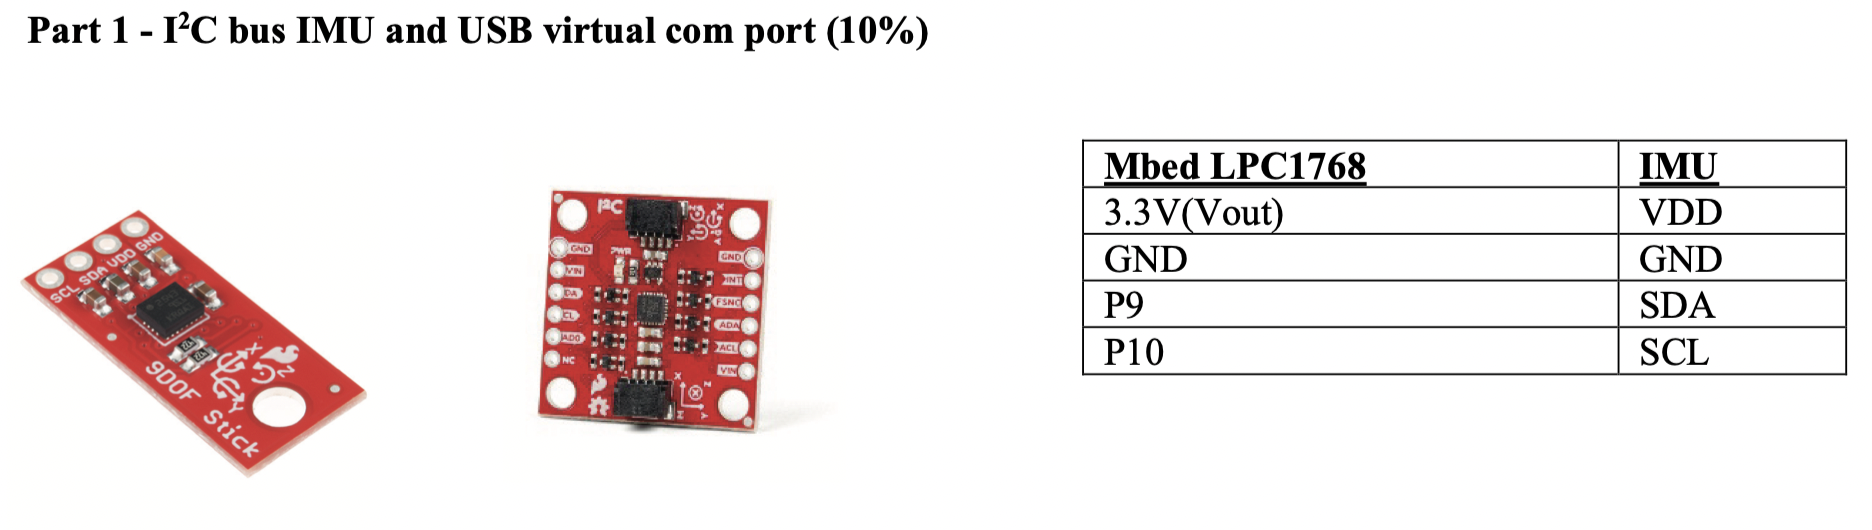 Part 1 - I²C bus IMU and USB virtual com port (10%)
SCL SDA VDD GND
9DOF Stick
X
Y
Z
I²C
GND
VIN
DA
CL
AD0
NC
PWR
GND
INT
FSNC
ADA
ACL
VIN
X
Z
Y
M
Mbed LPC1768 IMU
3.3V(Vout) VDD
GND GND
P9 SDA
P10 SCL